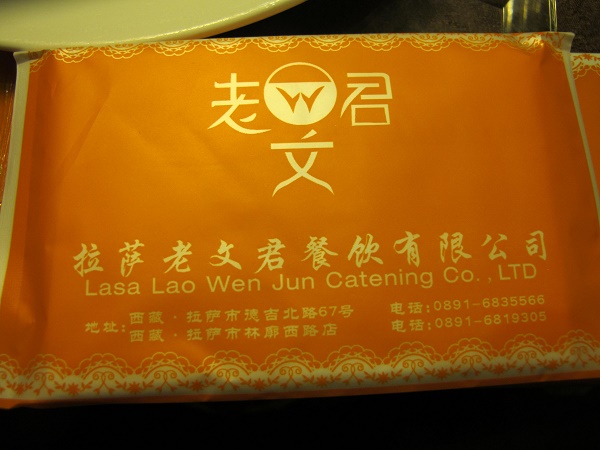 老文君
拉萨老文君餐饮有限公司
Lasa Lao Wen Jun Catening Co.,LTD
地址: 西藏·拉萨市德吉北路67号 电话:0891-6835566
西藏·拉萨市林廓西路店 电话:0891-6819305